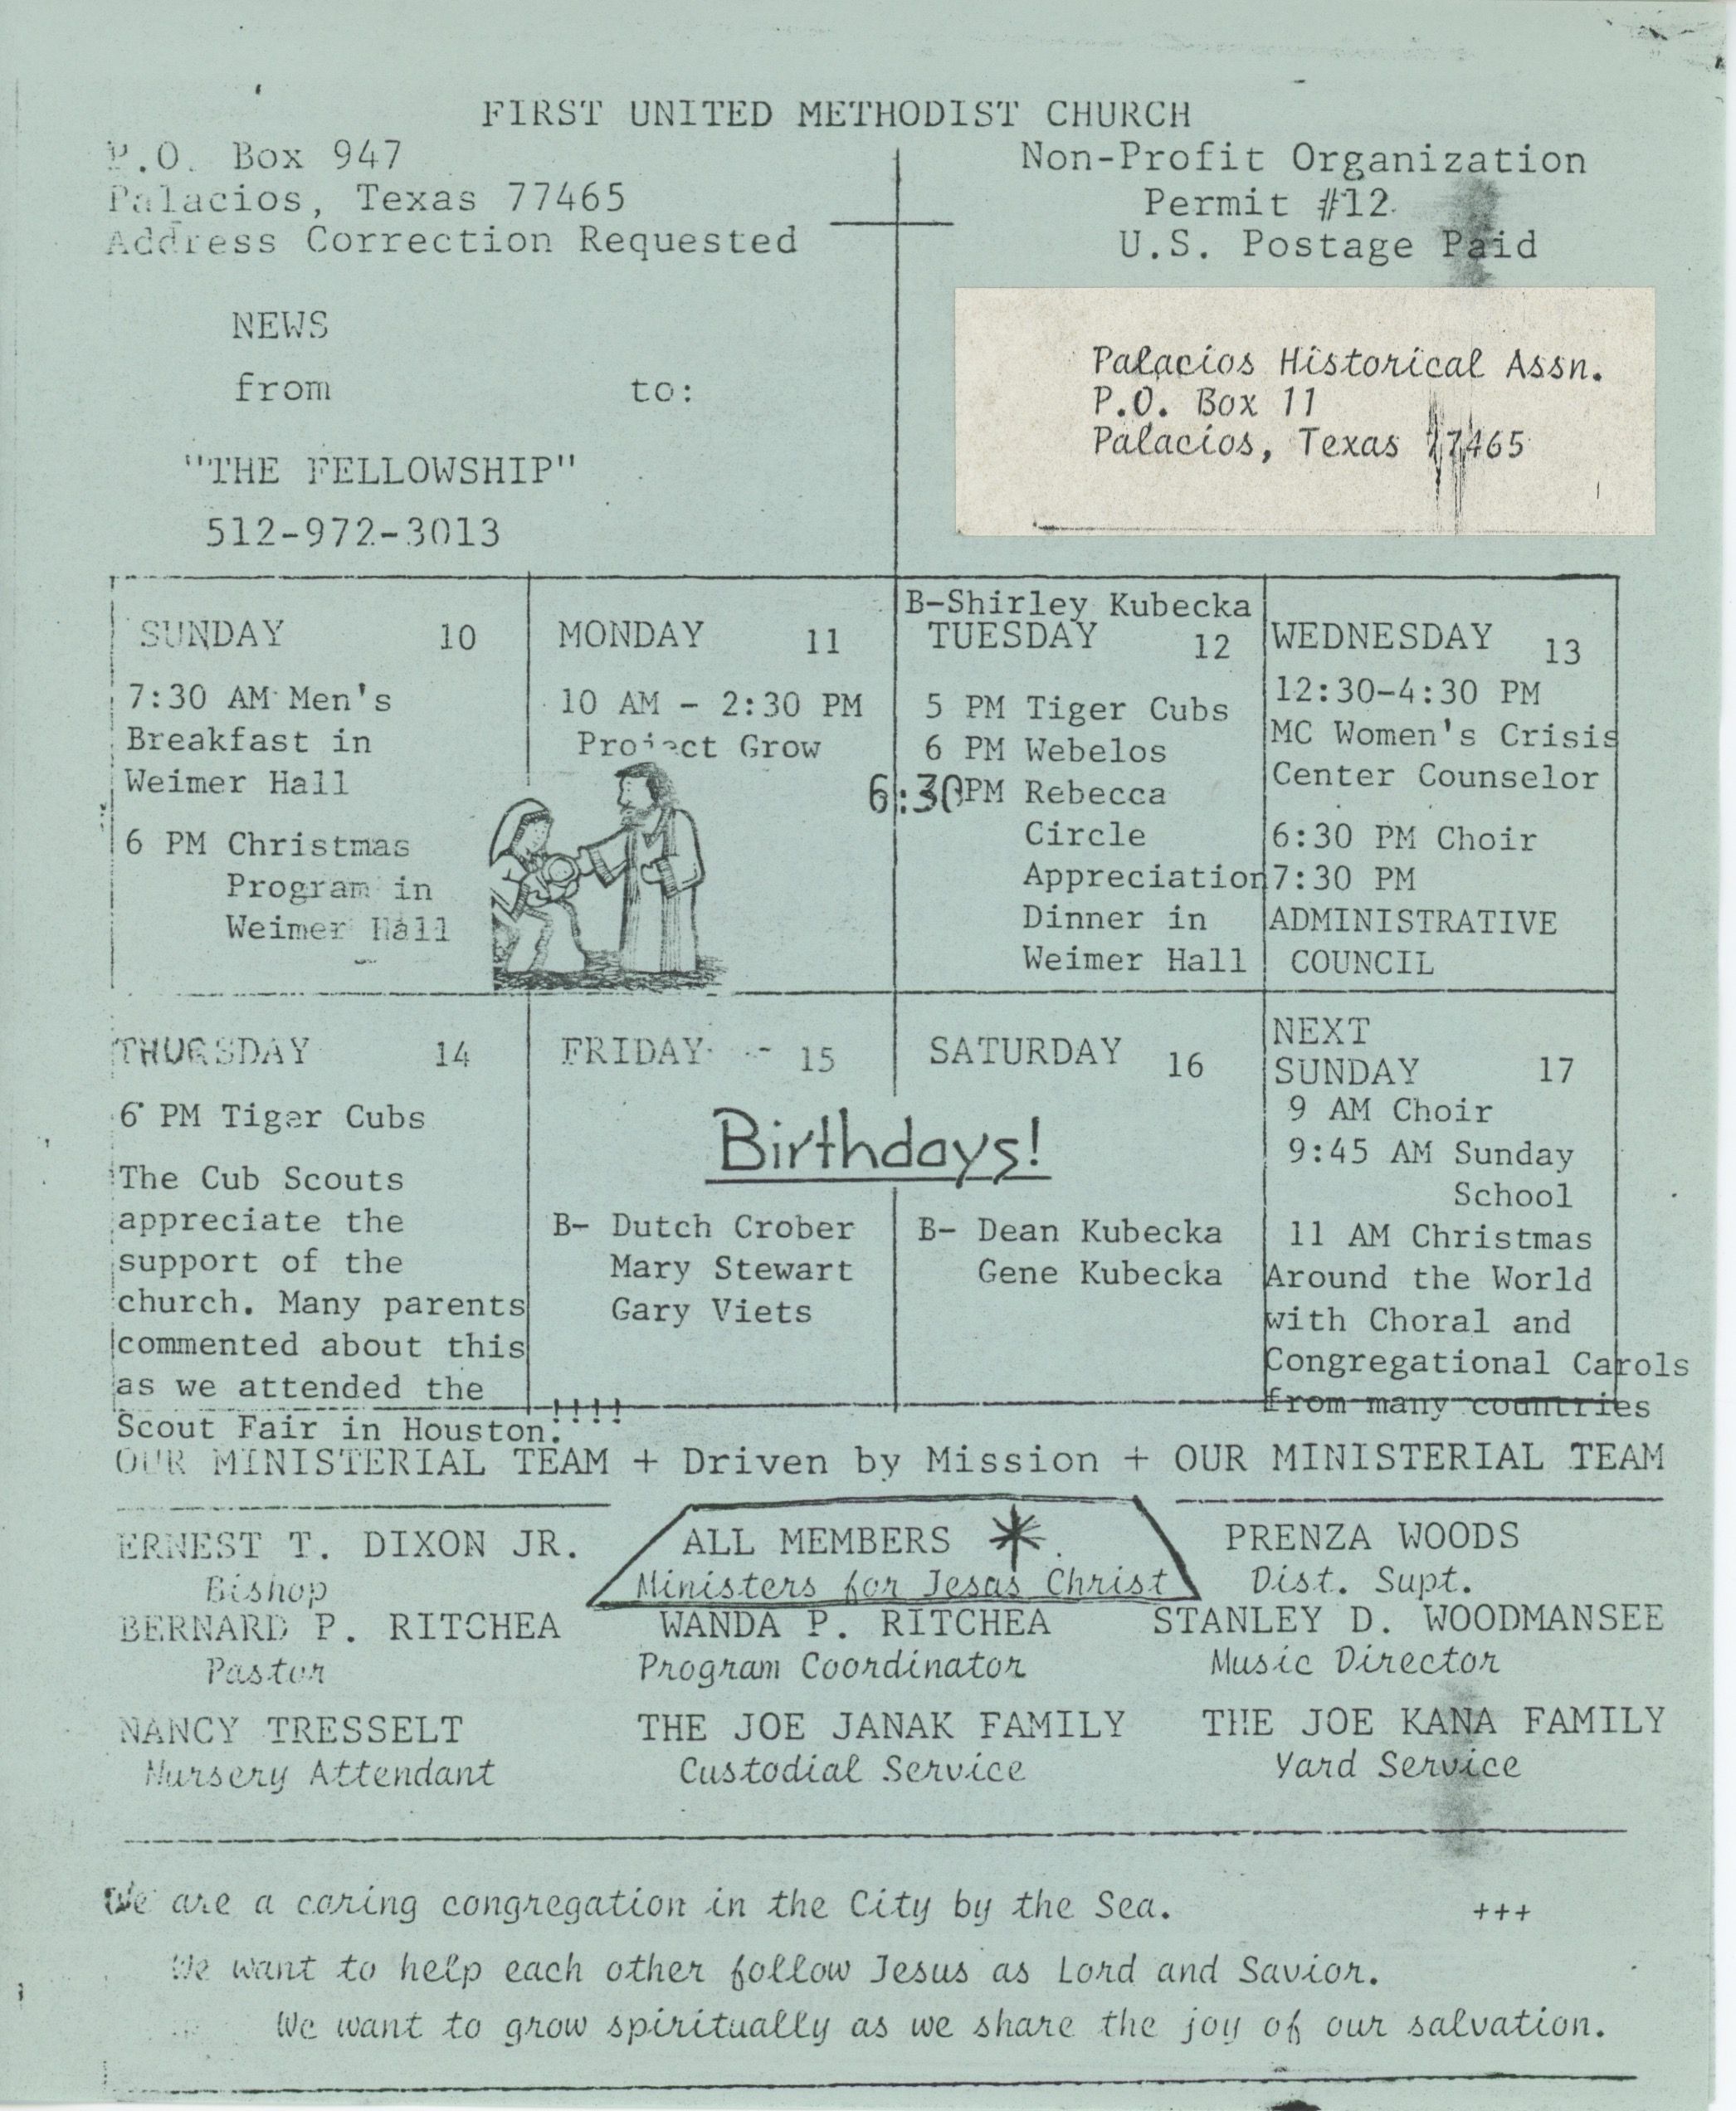 FIRST UNITED METHODIST CHURCH
P.O. Box 947
Palacios, Texas 77465
Address Correction Requested
Non-Profit Organization
Permit #12
U.S. Postage Paid
NEWS
from to:
"THE FELLOWSHIP"
512-972-3013
Palacios Historical Assn.
P.O. Box 11
Palacios, Texas 77465
SUNDAY 10
7:30 AM Men's
Breakfast in
Weimer Hall
6 PM Christmas
Program in
Weimer Hall
MONDAY 11
10 AM - 2:30 PM
Project Grow
B-Shirley Kubecka
TUESDAY 12
5 PM Tiger Cubs
6 PM Webelos
6:30 PM Rebecca
Circle
Appreciation
Dinner in
Weimer Hall
WEDNESDAY 13
12:30-4:30 PM
MC Women's Crisis
Center Counselor
6:30 PM Choir
7:30 PM
ADMINISTRATIVE
COUNCIL
THURSDAY 14
6 PM Tiger Cubs
The Cub Scouts
appreciate the
support of the
church. Many parents
commented about this
as we attended the
Scout Fair in Houston.!!!!
FRIDAY 15
SATURDAY 16
Birthdays!
B- Dutch Crober
Mary Stewart
Gary Viets
B- Dean Kubecka
Gene Kubecka
NEXT
SUNDAY 17
9 AM Choir
9:45 AM Sunday
School
11 AM Christmas
Around the World
with Choral and
Congregational Carols
from many countries
OUR MINISTERIAL TEAM + Driven by Mission + OUR MINISTERIAL TEAM
ERNEST T. DIXON JR.
Bishop
ALL MEMBERS *
Ministers for Jesus Christ
PRENZA WOODS
Dist. Supt.
BERNARD P. RITCHEA
Pastor
WANDA P. RITCHEA
Program Coordinator
STANLEY D. WOODMANSEE
Music Director
NANCY TRESSELT
Nursery Attendant
THE JOE JANAK FAMILY
Custodial Service
THE JOE KANA FAMILY
Yard Service
We are a caring congregation in the City by the Sea. +++
We want to help each other follow Jesus as Lord and Savior.
We want to grow spiritually as we share the joy of our salvation.